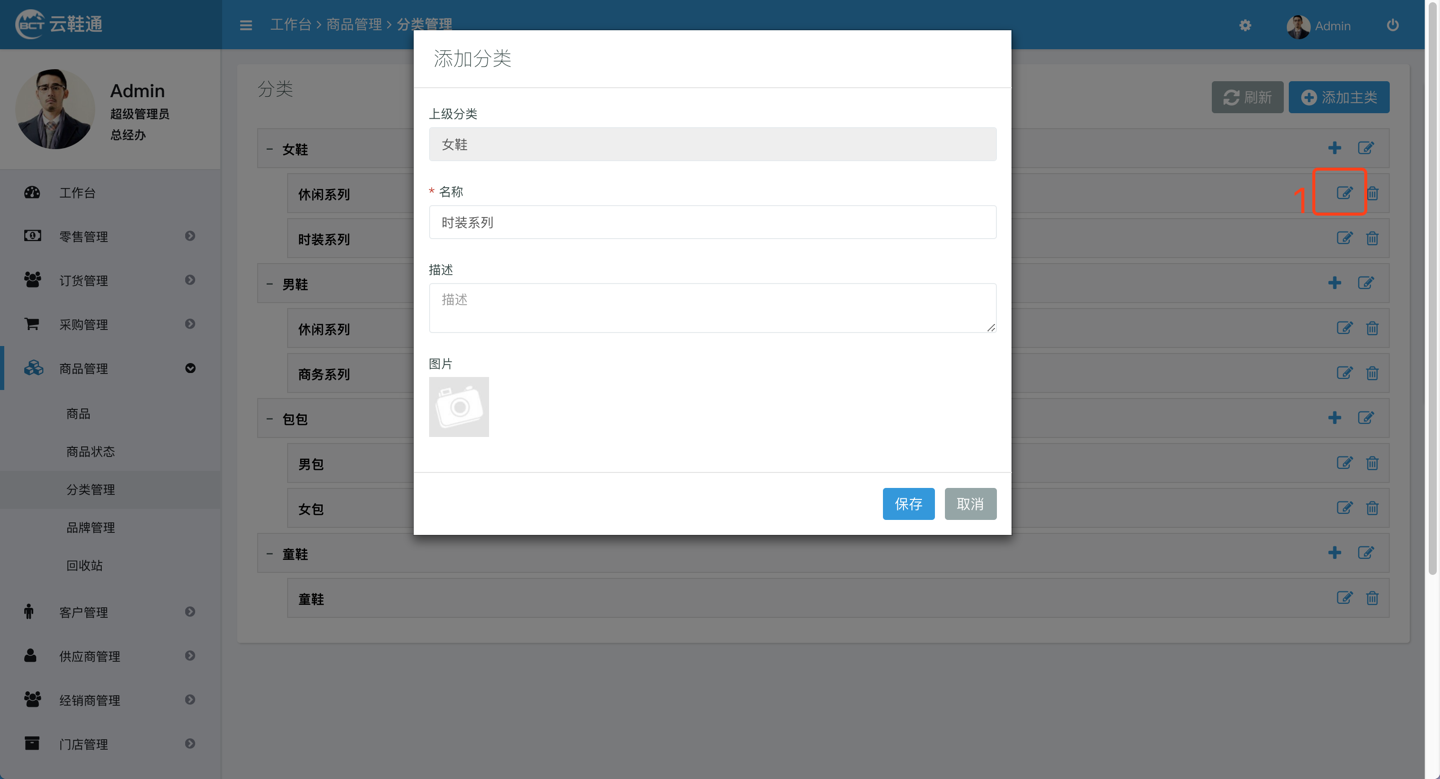 BCT 云鞋通
工作台 > 商品管理 > 分类管理
Admin
Admin
超级管理员
总经办
工作台
零售管理
订货管理
采购管理
商品管理
商品
商品状态
分类管理
品牌管理
回收站
客户管理
供应商管理
经销商管理
门店管理
分类
刷新
添加主类
女鞋
休闲系列
1
时装系列
男鞋
休闲系列
商务系列
包包
男包
女包
童鞋
童鞋
添加分类
上级分类
女鞋
* 名称
时装系列
描述
描述
图片
保存
取消